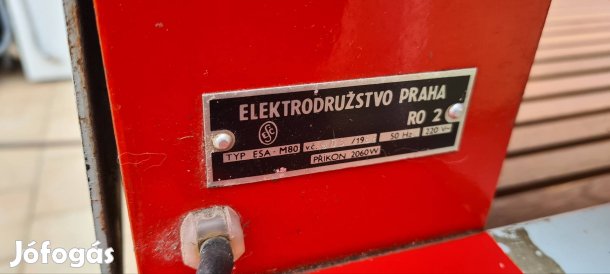 ELEKTRODRUŽSTVO PRAHA
RO 2
TYP ESA-M80 v.č. /19 50 Hz 220 V~
PŘÍKON 2060W
Jófogás